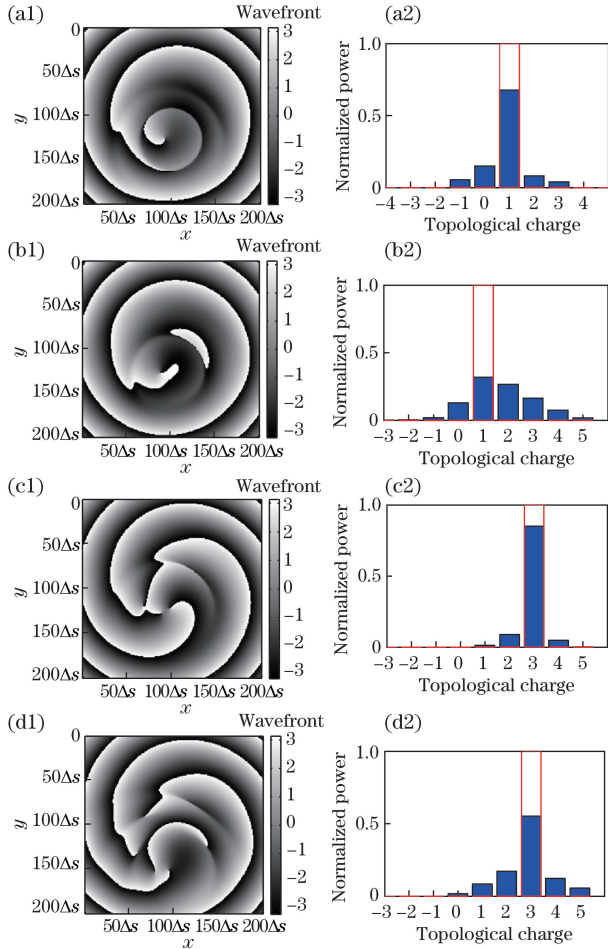 (a1) Wavefront (a2)
0
50Δs
100Δs
150Δs
200Δs
y
50Δs 100Δs 150Δs 200Δs
x
3
2
1
0
−1
−2
−3
1.0
0.5
0
Normalized power
−4 −3 −2 −1 0 1 2 3 4
Topological charge
(b1) Wavefront (b2)
0
50Δs
100Δs
150Δs
200Δs
y
50Δs 100Δs 150Δs 200Δs
x
3
2
1
0
−1
−2
−3
1.0
0.5
0
Normalized power
−3 −2 −1 0 1 2 3 4 5
Topological charge
(c1) Wavefront (c2)
0
50Δs
100Δs
150Δs
200Δs
y
50Δs 100Δs 150Δs 200Δs
x
3
2
1
0
−1
−2
−3
1.0
0.5
0
Normalized power
−3 −2 −1 0 1 2 3 4 5
Topological charge
(d1) Wavefront (d2)
0
50Δs
100Δs
150Δs
200Δs
y
50Δs 100Δs 150Δs 200Δs
x
3
2
1
0
−1
−2
−3
1.0
0.5
0
Normalized power
−3 −2 −1 0 1 2 3 4 5
Topological charge